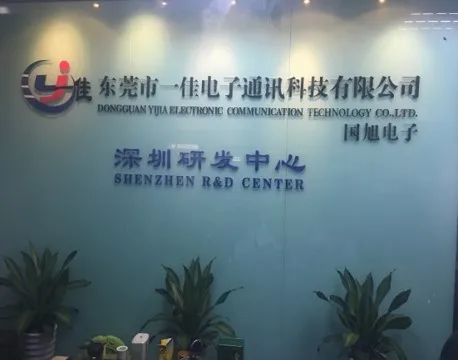 佳 东莞市一佳电子通讯科技有限公司
DONGGUAN YIJIA ELECTRONIC COMMUNICATION TECHNOLOGY CO.,LTD.
国旭电子
深圳研发中心
SHENZHEN R&D CENTER